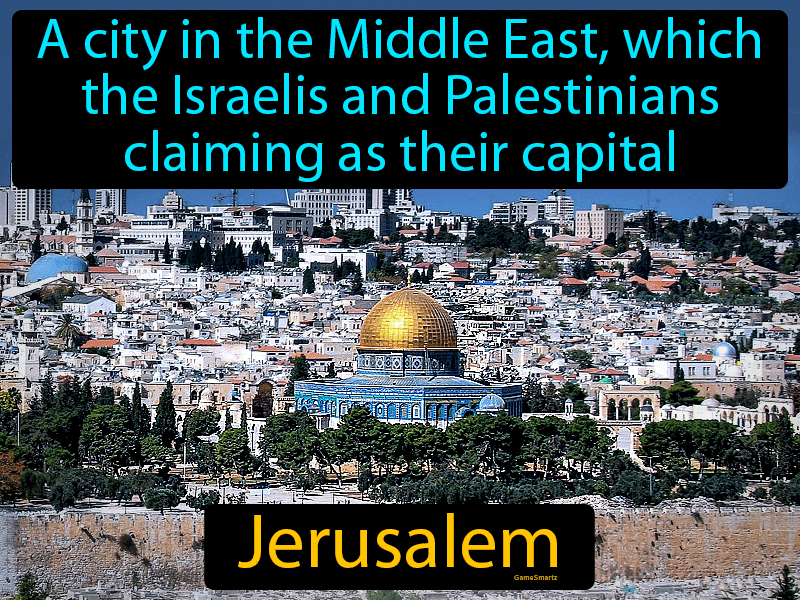 A city in the Middle East, which
the Israelis and Palestinians
claiming as their capital
Jerusalem
GameSmartz